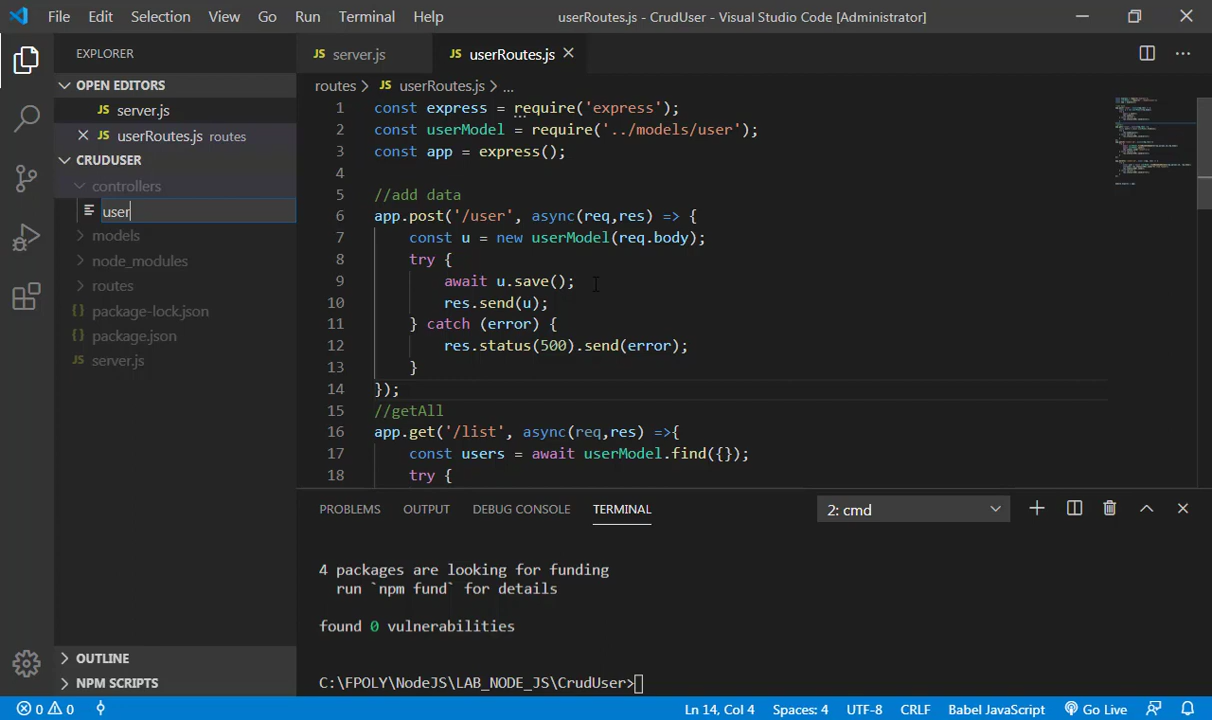 File Edit Selection View Go Run Terminal Help userRoutes.js - CrudUser - Visual Studio Code [Administrator]
EXPLORER
OPEN EDITORS
JS server.js
JS userRoutes.js routes
CRUDUSER
controllers
user
models
node_modules
routes
{} package-lock.json
{} package.json
JS server.js
OUTLINE
NPM SCRIPTS
JS server.js JS userRoutes.js
routes > JS userRoutes.js > ...
1 const express = require('express');
2 const userModel = require('../models/user');
3 const app = express();
4
5 //add data
6 app.post('/user', async(req,res) => {
7 const u = new userModel(req.body);
8 try {
9 await u.save();
10 res.send(u);
11 } catch (error) {
12 res.status(500).send(error);
13 }
14 });
15 //getAll
16 app.get('/list', async(req,res) =>{
17 const users = await userModel.find({});
18 try {
PROBLEMS OUTPUT DEBUG CONSOLE TERMINAL 2: cmd
4 packages are looking for funding
run `npm fund` for details
found 0 vulnerabilities
C:\FPOLY\NodeJS\LAB_NODE_JS\CrudUser>
0 0 Ln 14, Col 4 Spaces: 4 UTF-8 CRLF Babel JavaScript Go Live